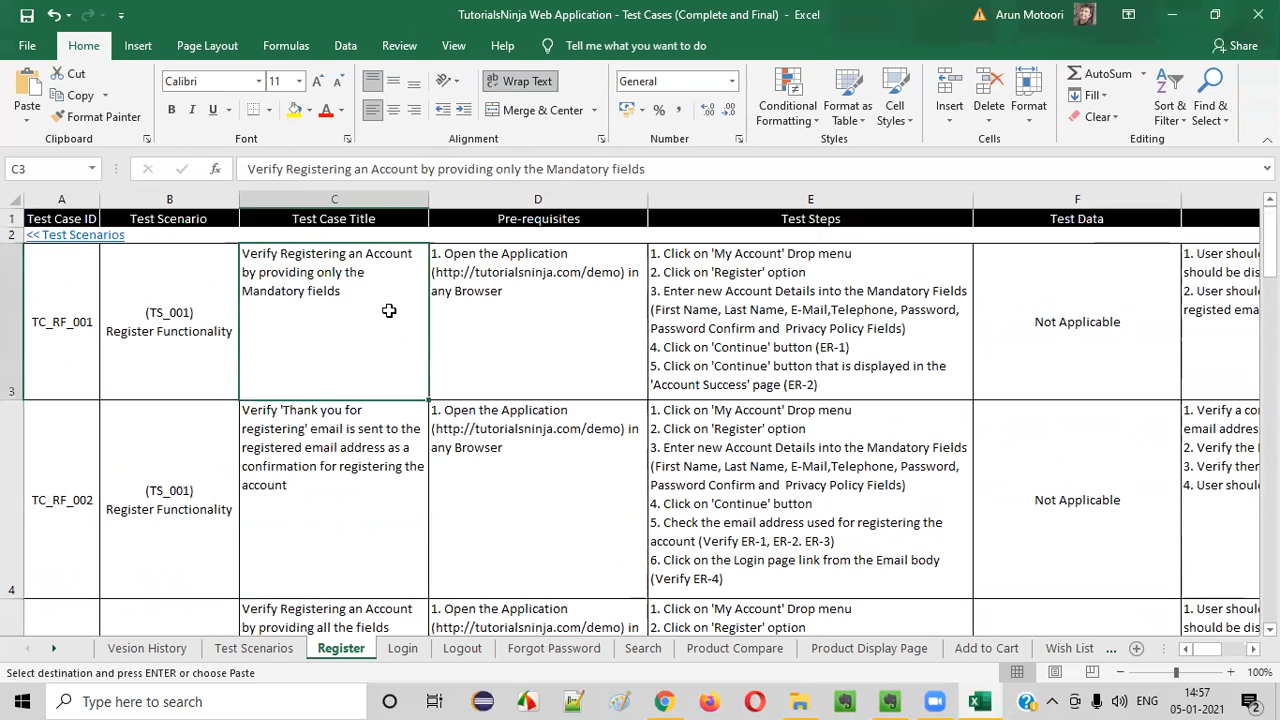 TutorialsNinja Web Application - Test Cases (Complete and Final) - Excel
Arun Motoori
File Home Insert Page Layout Formulas Data Review View Help Tell me what you want to do Share
Paste
Cut
Copy
Format Painter
Clipboard
Calibri 11
B I U
Font
Wrap Text
Merge & Center
Alignment
General
Number
Conditional Formatting
Format as Table
Cell Styles
Styles
Insert Delete Format
Cells
AutoSum
Fill
Clear
Sort & Filter
Find & Select
Editing
C3 fx Verify Registering an Account by providing only the Mandatory fields
A B C D E F
1 Test Case ID Test Scenario Test Case Title Pre-requisites Test Steps Test Data
2 << Test Scenarios
3
TC_RF_001
(TS_001)
Register Functionality
Verify Registering an Account
by providing only the
Mandatory fields
1. Open the Application
(http://tutorialsninja.com/demo) in
any Browser
1. Click on 'My Account' Drop menu
2. Click on 'Register' option
3. Enter new Account Details into the Mandatory Fields
(First Name, Last Name, E-Mail,Telephone, Password,
Password Confirm and Privacy Policy Fields)
4. Click on 'Continue' button (ER-1)
5. Click on 'Continue' button that is displayed in the
'Account Success' page (ER-2)
Not Applicable
1. User shoul
should be dis
2. User shoul
registed ema
4
TC_RF_002
(TS_001)
Register Functionality
Verify 'Thank you for
registering' email is sent to the
registered email address as a
confirmation for registering the
account
1. Open the Application
(http://tutorialsninja.com/demo) in
any Browser
1. Click on 'My Account' Drop menu
2. Click on 'Register' option
3. Enter new Account Details into the Mandatory Fields
(First Name, Last Name, E-Mail,Telephone, Password,
Password Confirm and Privacy Policy Fields)
4. Click on 'Continue' button
5. Check the email address used for registering the
account (Verify ER-1, ER-2. ER-3)
6. Click on the Login page link from the Email body
(Verify ER-4)
Not Applicable
1. Verify a co
email address
2. Verify the
3. Verify ther
4. User shoul
Verify Registering an Account
by providing all the fields
1. Open the Application
(http://tutorialsninja.com/demo) in
1. Click on 'My Account' Drop menu
2. Click on 'Register' option
1. User shoul
should be dis
Vesion History Test Scenarios Register Login Logout Forgot Password Search Product Compare Product Display Page Add to Cart Wish List ...
Select destination and press ENTER or choose Paste 100%
Type here to search
ENG
14:57
05-01-2021
2